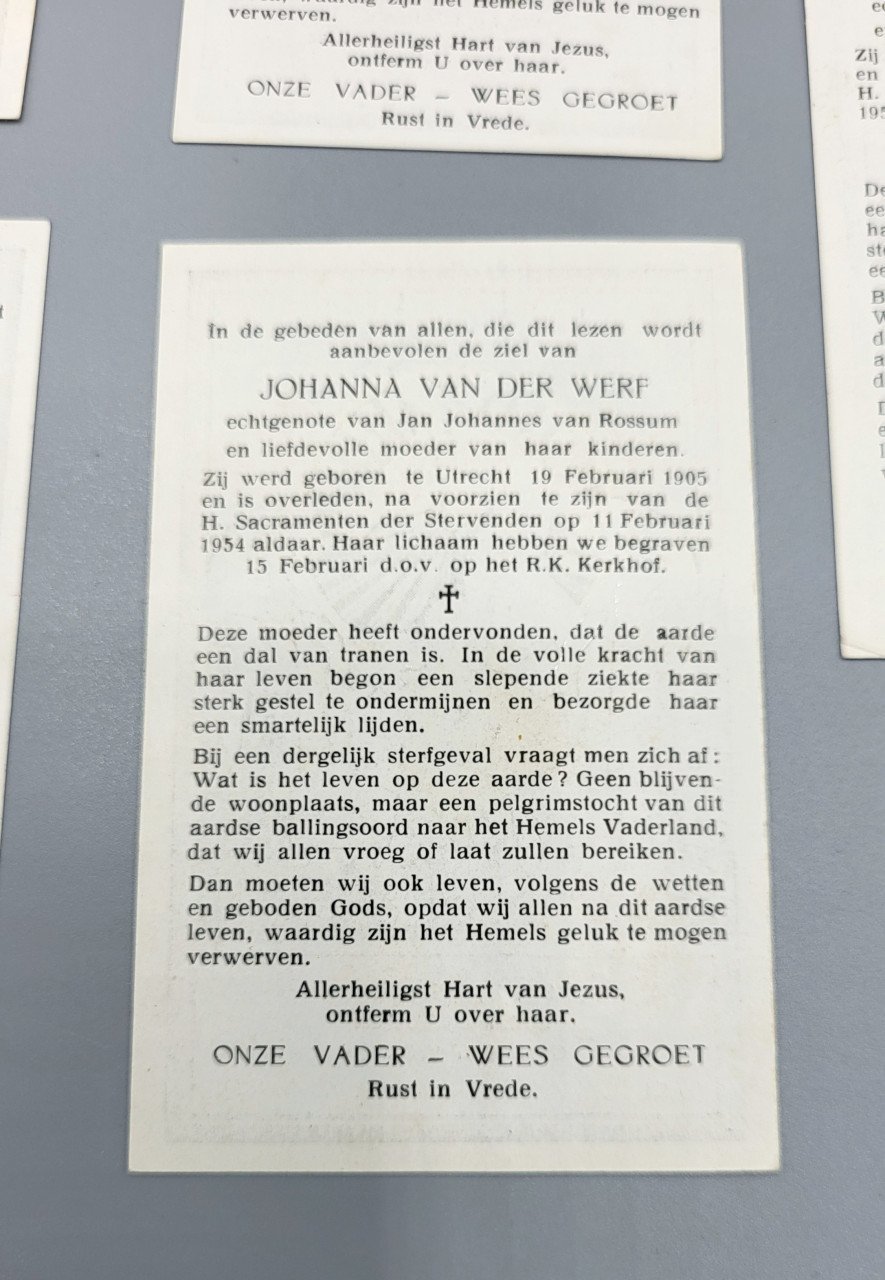 verwerven.
waardig zijn het Hemels geluk te mogen
Allerheiligst Hart van Jezus,
ontferm U over haar.
ONZE VADER – WEES GEGROET
Rust in Vrede.
In de gebeden van allen, die dit lezen wordt
aanbevolen de ziel van
JOHANNA VAN DER WERF
echtgenote van Jan Johannes van Rossum
en liefdevolle moeder van haar kinderen.
Zij werd geboren te Utrecht 19 Februari 1905
en is overleden, na voorzien te zijn van de
H. Sacramenten der Stervenden op 11 Februari
1954 aldaar. Haar lichaam hebben we begraven
15 Februari d.o.v. op het R.K. Kerkhof.
Deze moeder heeft ondervonden, dat de aarde
een dal van tranen is. In de volle kracht van
haar leven begon een slepende ziekte haar
sterk gestel te ondermijnen en bezorgde haar
een smartelijk lijden.
Bij een dergelijk sterfgeval vraagt men zich af:
Wat is het leven op deze aarde? Geen blijven-
de woonplaats, maar een pelgrimstocht van dit
aardse ballingsoord naar het Hemels Vaderland,
dat wij allen vroeg of laat zullen bereiken.
Dan moeten wij ook leven, volgens de wetten
en geboden Gods, opdat wij allen na dit aardse
leven, waardig zijn het Hemels geluk te mogen
verwerven.
Allerheiligst Hart van Jezus,
ontferm U over haar.
ONZE VADER – WEES GEGROET
Rust in Vrede.
Zij
en
H.